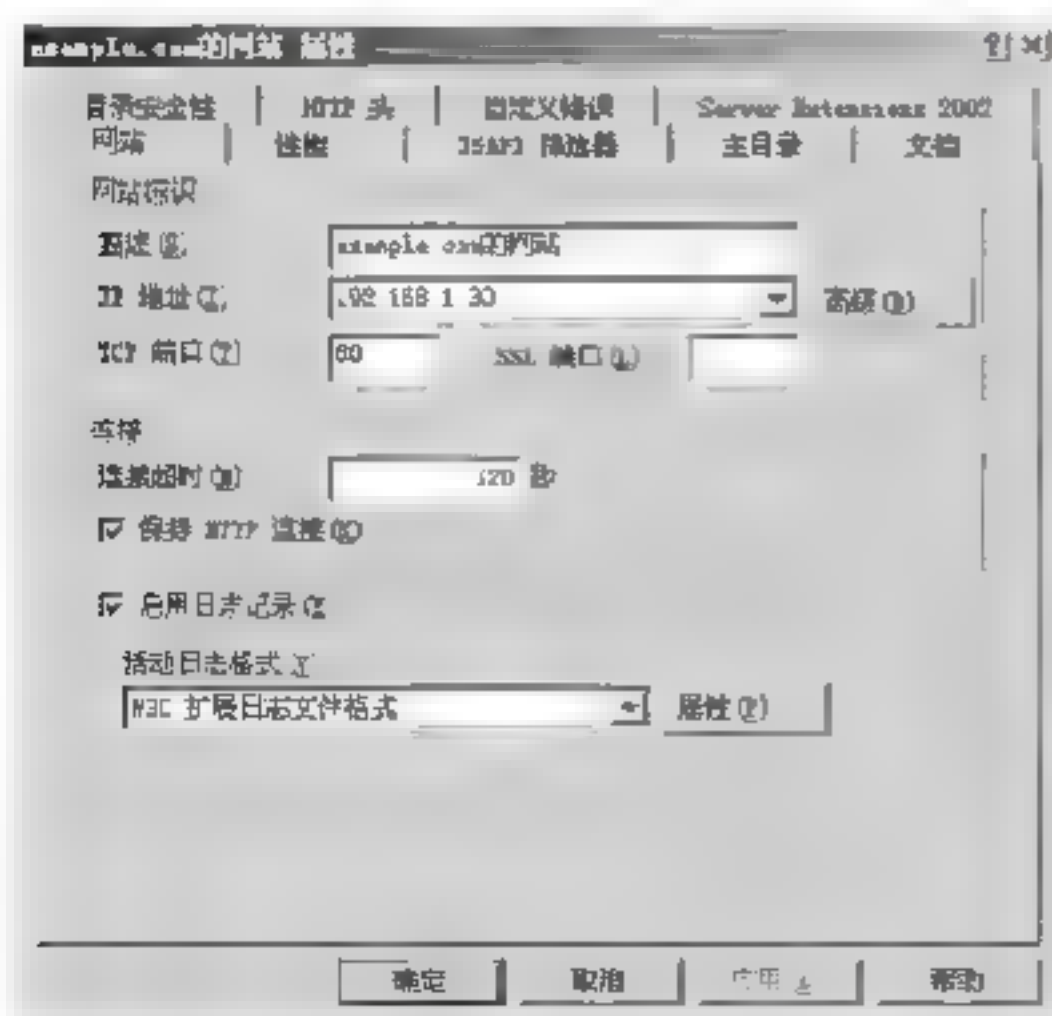 example.com的网站 属性
目录安全性 HTTP 头 自定义错误 Server Extensions 2002
网站 性能 ISAPI 筛选器 主目录 文档
网站标识
描述(S)
example com的网站
IP 地址(I) 192 168 1 30 高级(D)
TCP 端口(T) 80 SSL 端口(L)
连接
连接超时(N) 120 秒
保持 HTTP 连接(K)
启用日志记录(E
活动日志格式 V
W3C 扩展日志文件格式 属性(P)
确定 取消 应用 A 帮助